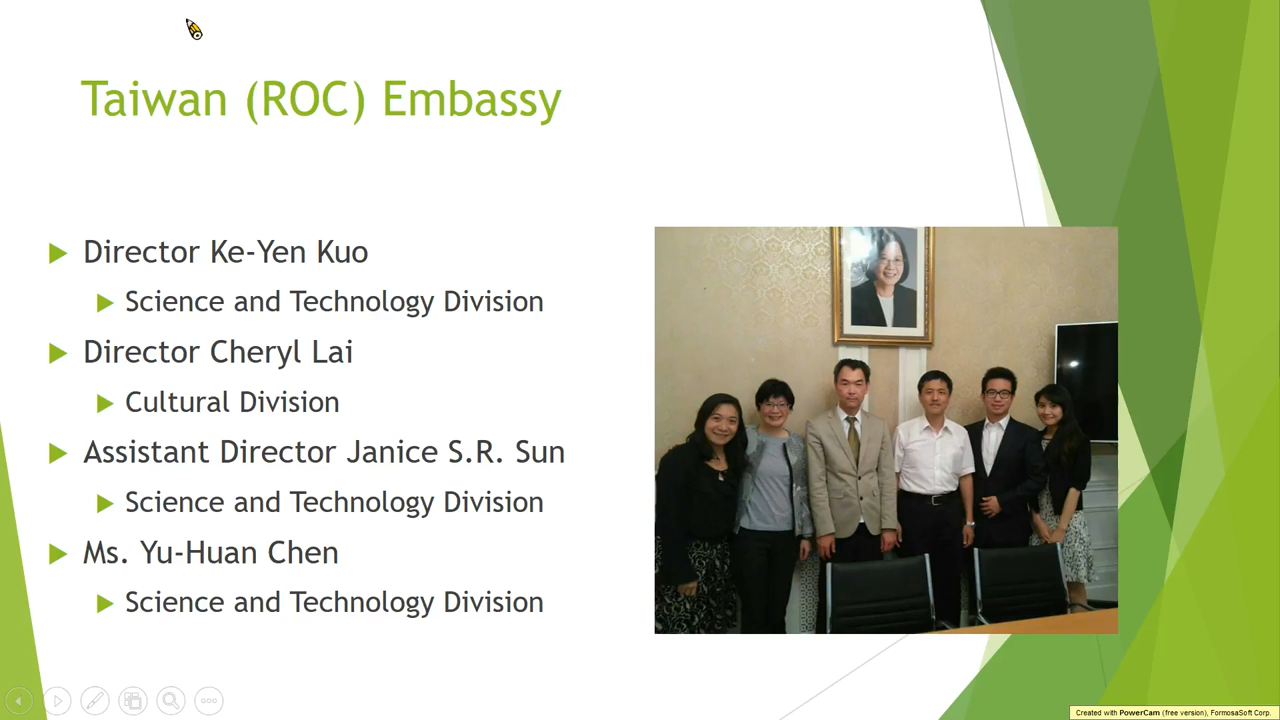 Taiwan (ROC) Embassy
Director Ke-Yen Kuo
Science and Technology Division
Director Cheryl Lai
Cultural Division
Assistant Director Janice S.R. Sun
Science and Technology Division
Ms. Yu-Huan Chen
Science and Technology Division
Created with PowerCam (free version), FormosaSoft Corp.